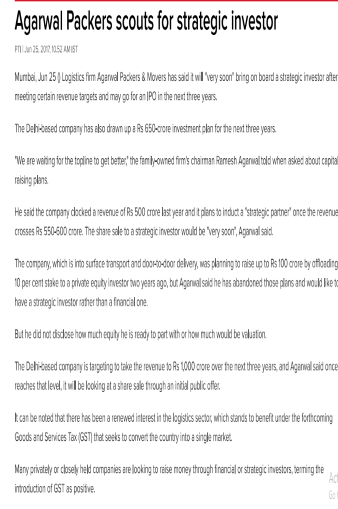 Agarwal Packers scouts for strategic investor
PTI | Jun 25, 2017, 10.52 AM IST
Mumbai, Jun 25 () Logistics firm Agarwal Packers & Movers has said it will "very soon" bring on board a strategic investor after
meeting certain revenue targets and may go for an IPO in the next three years.
The Delhi-based company has also drawn up a Rs 650-crore investment plan for the next three years.
"We are waiting for the topline to get better," the family-owned firm's chairman Ramesh Agarwal told when asked about capital
raising plans.
He said the company clocked a revenue of Rs 500 crore last year and it plans to induct a "strategic partner" once the revenue
crosses Rs 550-600 crore. The share sale to a strategic investor would be "very soon", Agarwal said.
The company, which is into surface transport and door-to-door delivery, was planning to raise up to Rs 100 crore by offloading
10 per cent stake to a private equity investor two years ago, but Agarwal said he has abandoned those plans and would like to
have a strategic investor rather than a financial one.
But he did not disclose how much equity he is ready to part with or how much would be valuation.
The Delhi-based company is targeting to take the revenue to Rs 1,000 crore over the next three years, and Agarwal said once
reaches that level, it will be looking at a share sale through an initial public offer.
It can be noted that there has been a renewed interest in the logistics sector, which stands to benefit under the forthcoming
Goods and Services Tax (GST) that seeks to convert the country into a single market.
Many privately or closely held companies are looking to raise money through financial or strategic investors, terming the
introduction of GST as positive.
Act
Go t